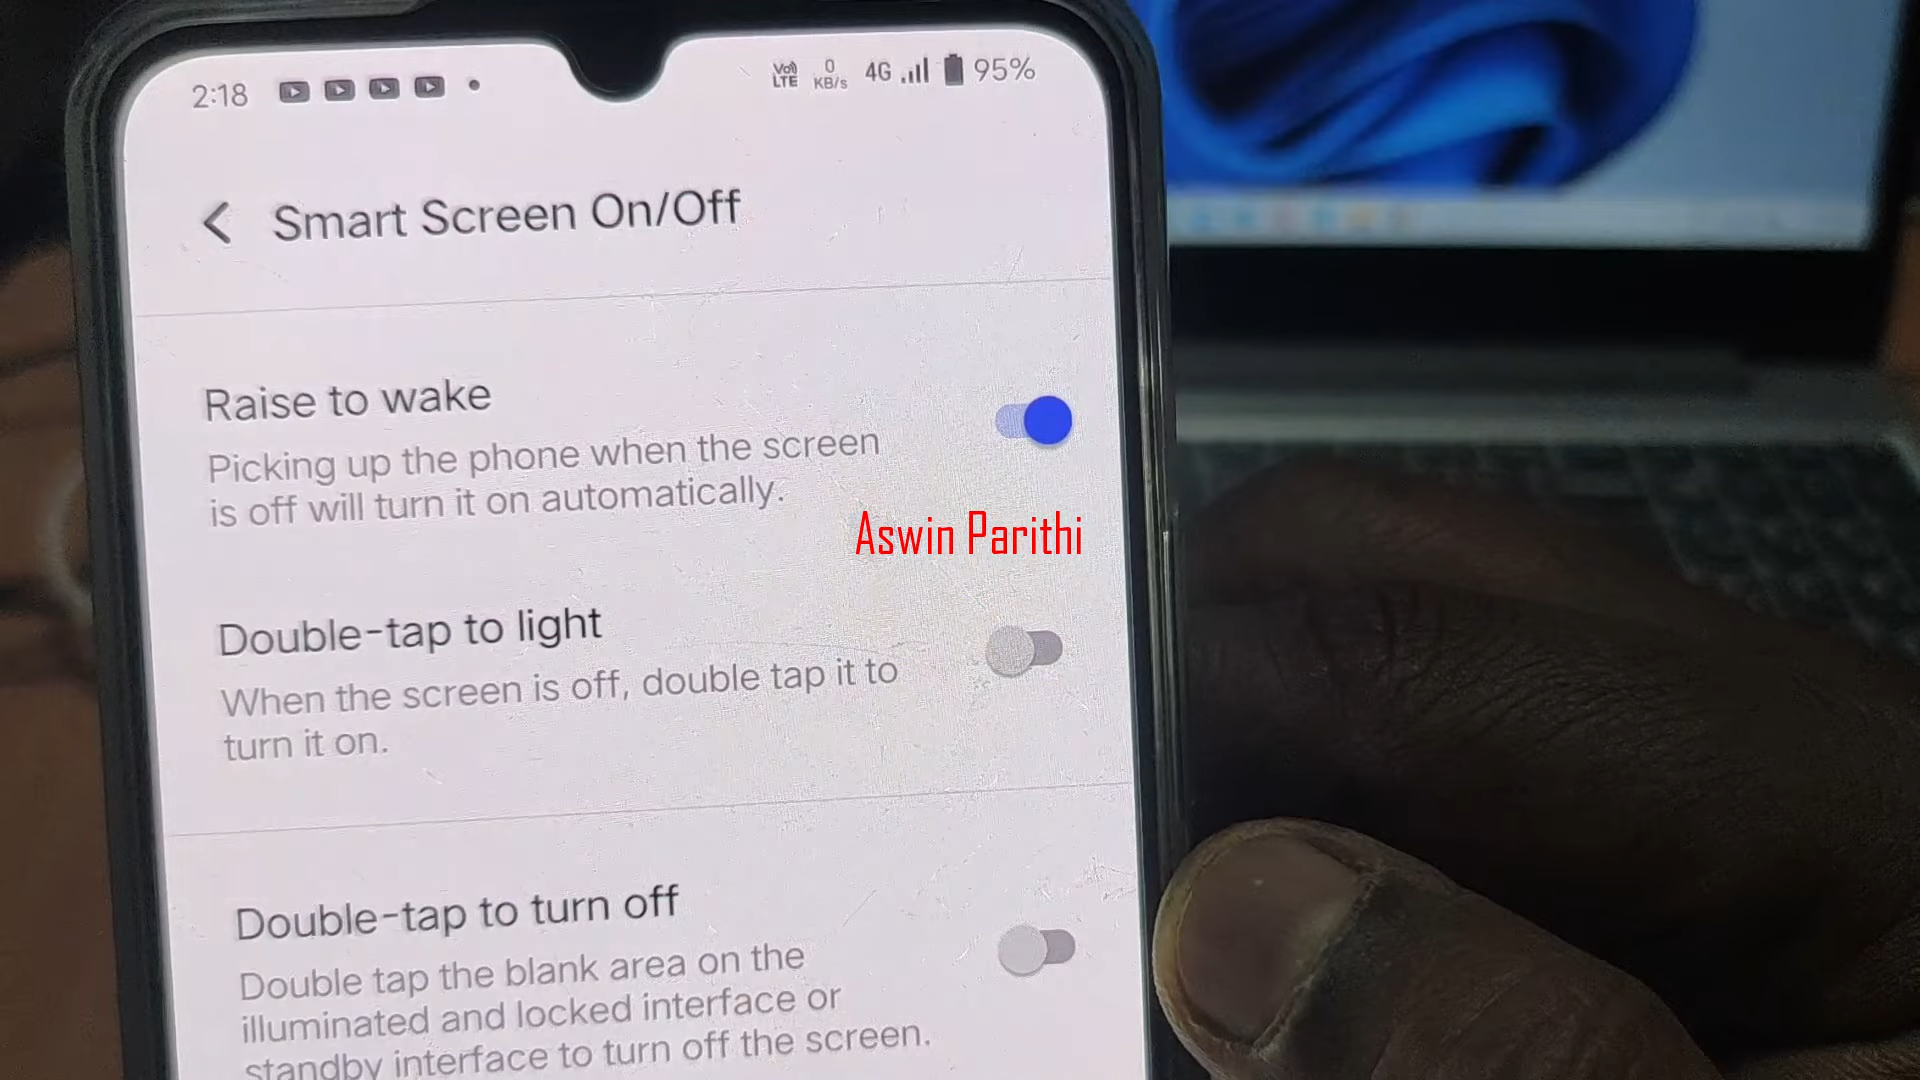 2:18
VoLTE 0 KB/s 4G 95%
Smart Screen On/Off
Raise to wake
Picking up the phone when the screen
is off will turn it on automatically.
Aswin Parithi
Double-tap to light
When the screen is off, double tap it to
turn it on.
Double-tap to turn off
Double tap the blank area on the
illuminated and locked interface or
standby interface to turn off the screen.